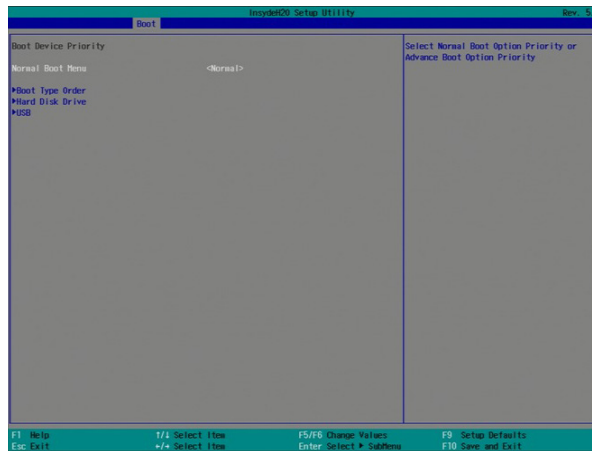 InsydeH20 Setup Utility Rev. 5
Boot
Boot Device Priority
Normal Boot Menu <Normal>
▶Boot Type Order
▶Hard Disk Drive
▶USB
Select Normal Boot Option Priority or
Advance Boot Option Priority
F1 Help ↑/↓ Select Item F5/F6 Change Values F9 Setup Defaults
Esc Exit ←/→ Select Item Enter Select ▶ SubMenu F10 Save and Exit